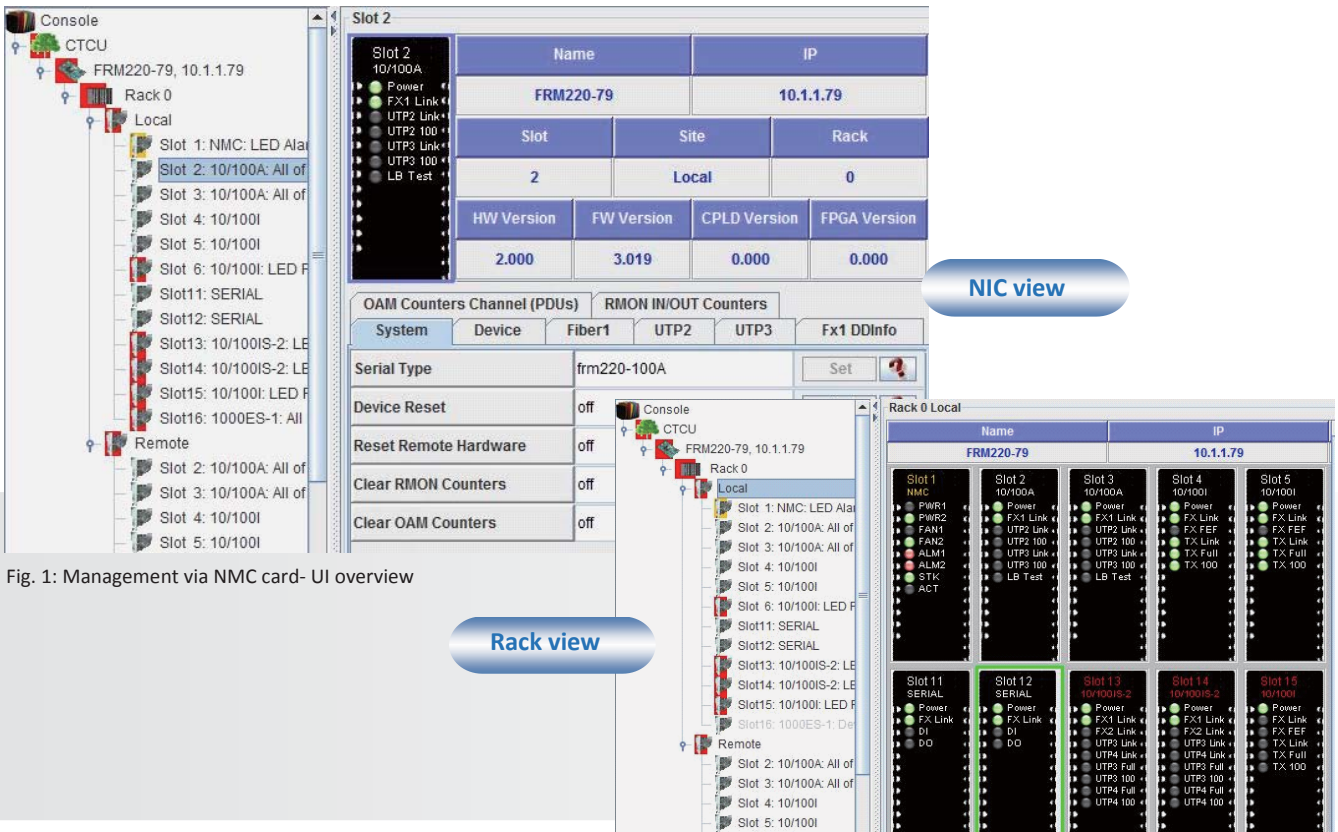 Console
CTCU
FRM220-79, 10.1.1.79
Rack 0
Local
Slot 1: NMC: LED Alar
Slot 2: 10/100A: All of
Slot 3: 10/100A: All of
Slot 4: 10/100I
Slot 5: 10/100I
Slot 6: 10/100I: LED F
Slot11: SERIAL
Slot12: SERIAL
Slot13: 10/100IS-2: LE
Slot14: 10/100IS-2: LE
Slot15: 10/100I: LED F
Slot16: 1000ES-1: All
Remote
Slot 2: 10/100A: All of
Slot 3: 10/100A: All of
Slot 4: 10/100I
Slot 5: 10/100I
Slot 2
Slot 2
10/100A
Power
FX1 Link
UTP2 Link
UTP2 100
UTP3 Link
UTP3 100
LB Test
Name IP
FRM220-79 10.1.1.79
Slot Site Rack
2 Local 0
HW Version FW Version CPLD Version FPGA Version
2.000 3.019 0.000 0.000
OAM Counters Channel (PDUs) RMON IN/OUT Counters
System Device Fiber1 UTP2 UTP3 Fx1 DDInfo
Serial Type frm220-100A Set
Device Reset off
Reset Remote Hardware off
Clear RMON Counters off
Clear OAM Counters off
NIC view
Fig. 1: Management via NMC card- UI overview
Rack view
Console
CTCU
FRM220-79, 10.1.1.79
Rack 0
Local
Slot 1: NMC: LED Alar
Slot 2: 10/100A: All of
Slot 3: 10/100A: All of
Slot 4: 10/100I
Slot 5: 10/100I
Slot 6: 10/100I: LED F
Slot11: SERIAL
Slot12: SERIAL
Slot13: 10/100IS-2: LE
Slot14: 10/100IS-2: LE
Slot15: 10/100I: LED F
Slot16: 1000ES-1: De
Remote
Slot 2: 10/100A: All of
Slot 3: 10/100A: All of
Slot 4: 10/100I
Slot 5: 10/100I
Rack 0 Local
Name IP
FRM220-79 10.1.1.79
Slot 1
NMC
PWR1
PWR2
FAN1
FAN2
ALM1
ALM2
STK
ACT
Slot 2
10/100A
Power
FX1 Link
UTP2 Link
UTP2 100
UTP3 Link
UTP3 100
LB Test
Slot 3
10/100A
Power
FX1 Link
UTP2 Link
UTP2 100
UTP3 Link
UTP3 100
LB Test
Slot 4
10/100I
Power
FX Link
FX FEF
TX Link
TX Full
TX 100
Slot 5
10/100I
Power
FX Link
FX FEF
TX Link
TX Full
TX 100
Slot 11
SERIAL
Power
FX Link
DI
DO
Slot 12
SERIAL
Power
FX Link
DI
DO
Slot 13
10/100IS-2
Power
FX1 Link
FX2 Link
UTP3 Link
UTP4 Link
UTP3 Full
UTP3 100
UTP4 Full
UTP4 100
Slot 14
10/100IS-2
Power
FX1 Link
FX2 Link
UTP3 Link
UTP4 Link
UTP3 Full
UTP3 100
UTP4 Full
UTP4 100
Slot 15
10/100I
Power
FX Link
FX FEF
TX Link
TX Full
TX 100